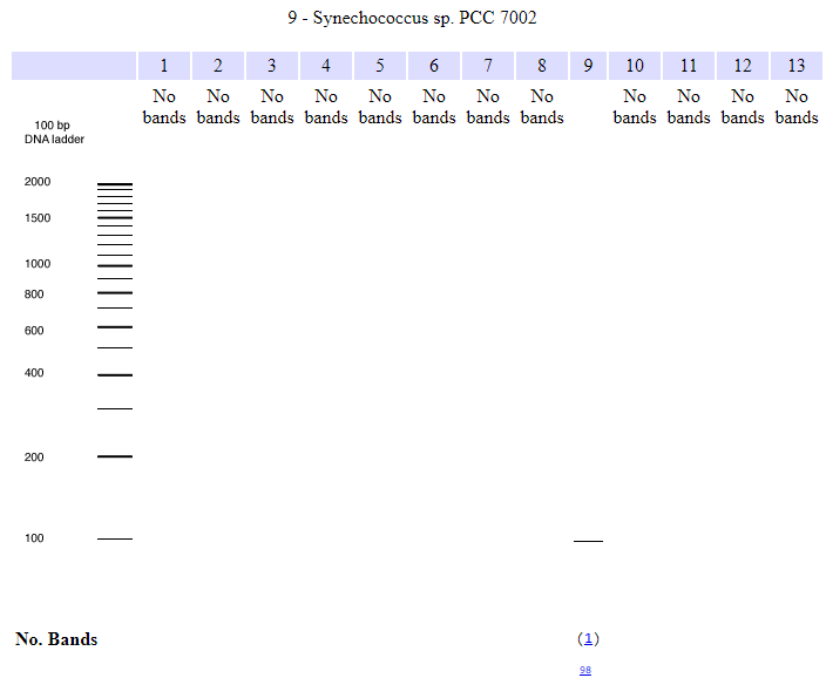 9 - Synechococcus sp. PCC 7002
1 2 3 4 5 6 7 8 9 10 11 12 13
No No No No No No No No No No No No
bands bands bands bands bands bands bands bands bands bands bands bands
100 bp
DNA ladder
2000
1500
1000
800
600
400
200
100
No. Bands (1)
98